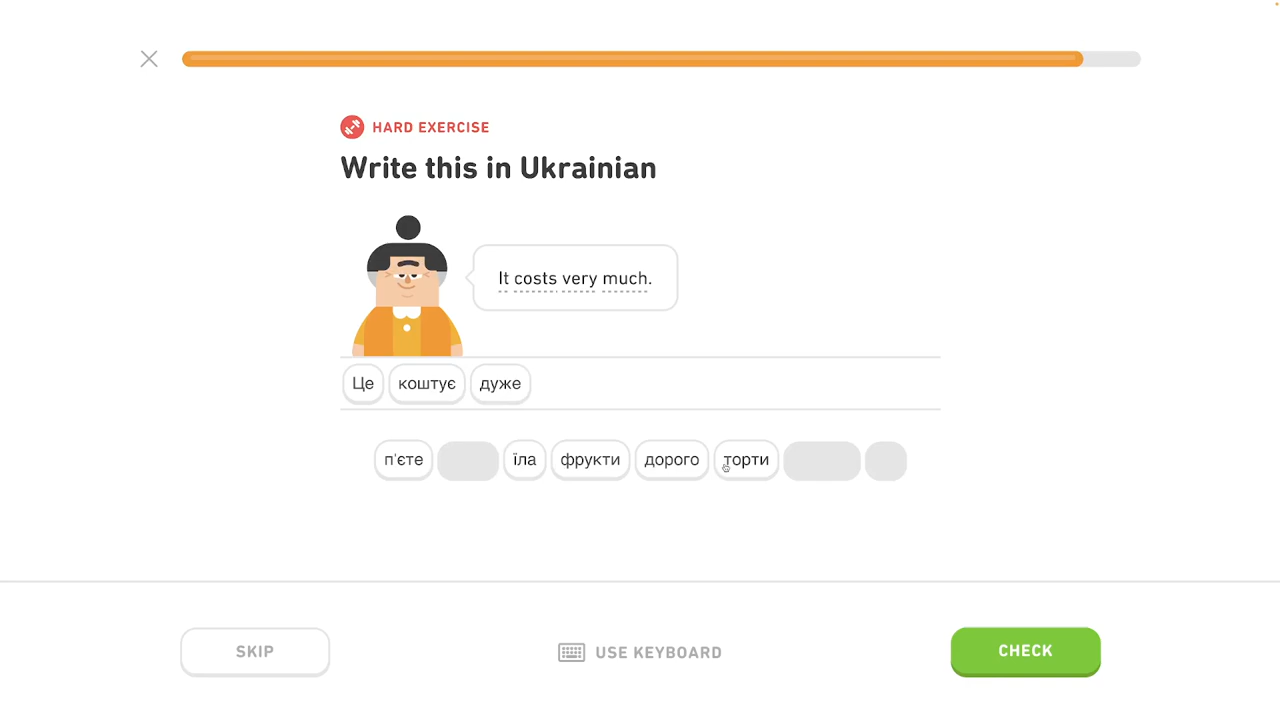 HARD EXERCISE
Write this in Ukrainian
It costs very much.
Це коштує дуже
п'єте їла фрукти дорого торти
SKIP USE KEYBOARD CHECK